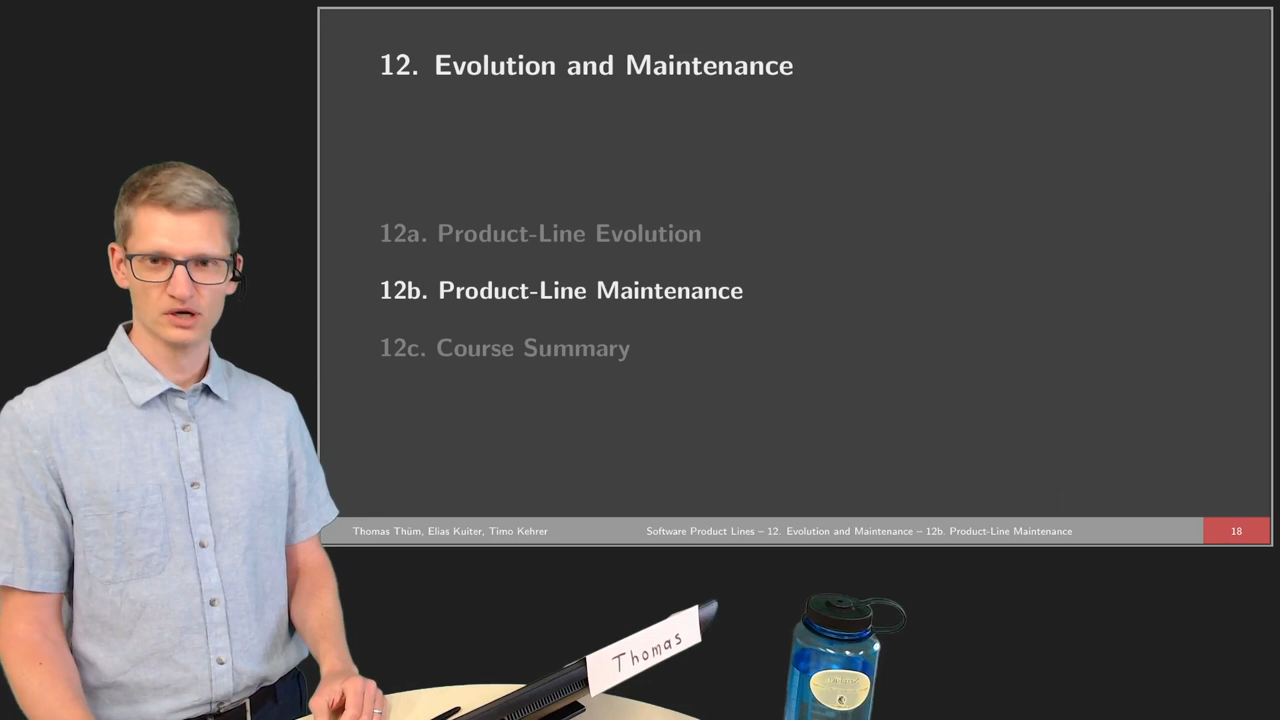 12. Evolution and Maintenance
12a. Product-Line Evolution
12b. Product-Line Maintenance
12c. Course Summary
Thomas Thüm, Elias Kuiter, Timo Kehrer
Software Product Lines – 12. Evolution and Maintenance – 12b. Product-Line Maintenance
18
Thomas